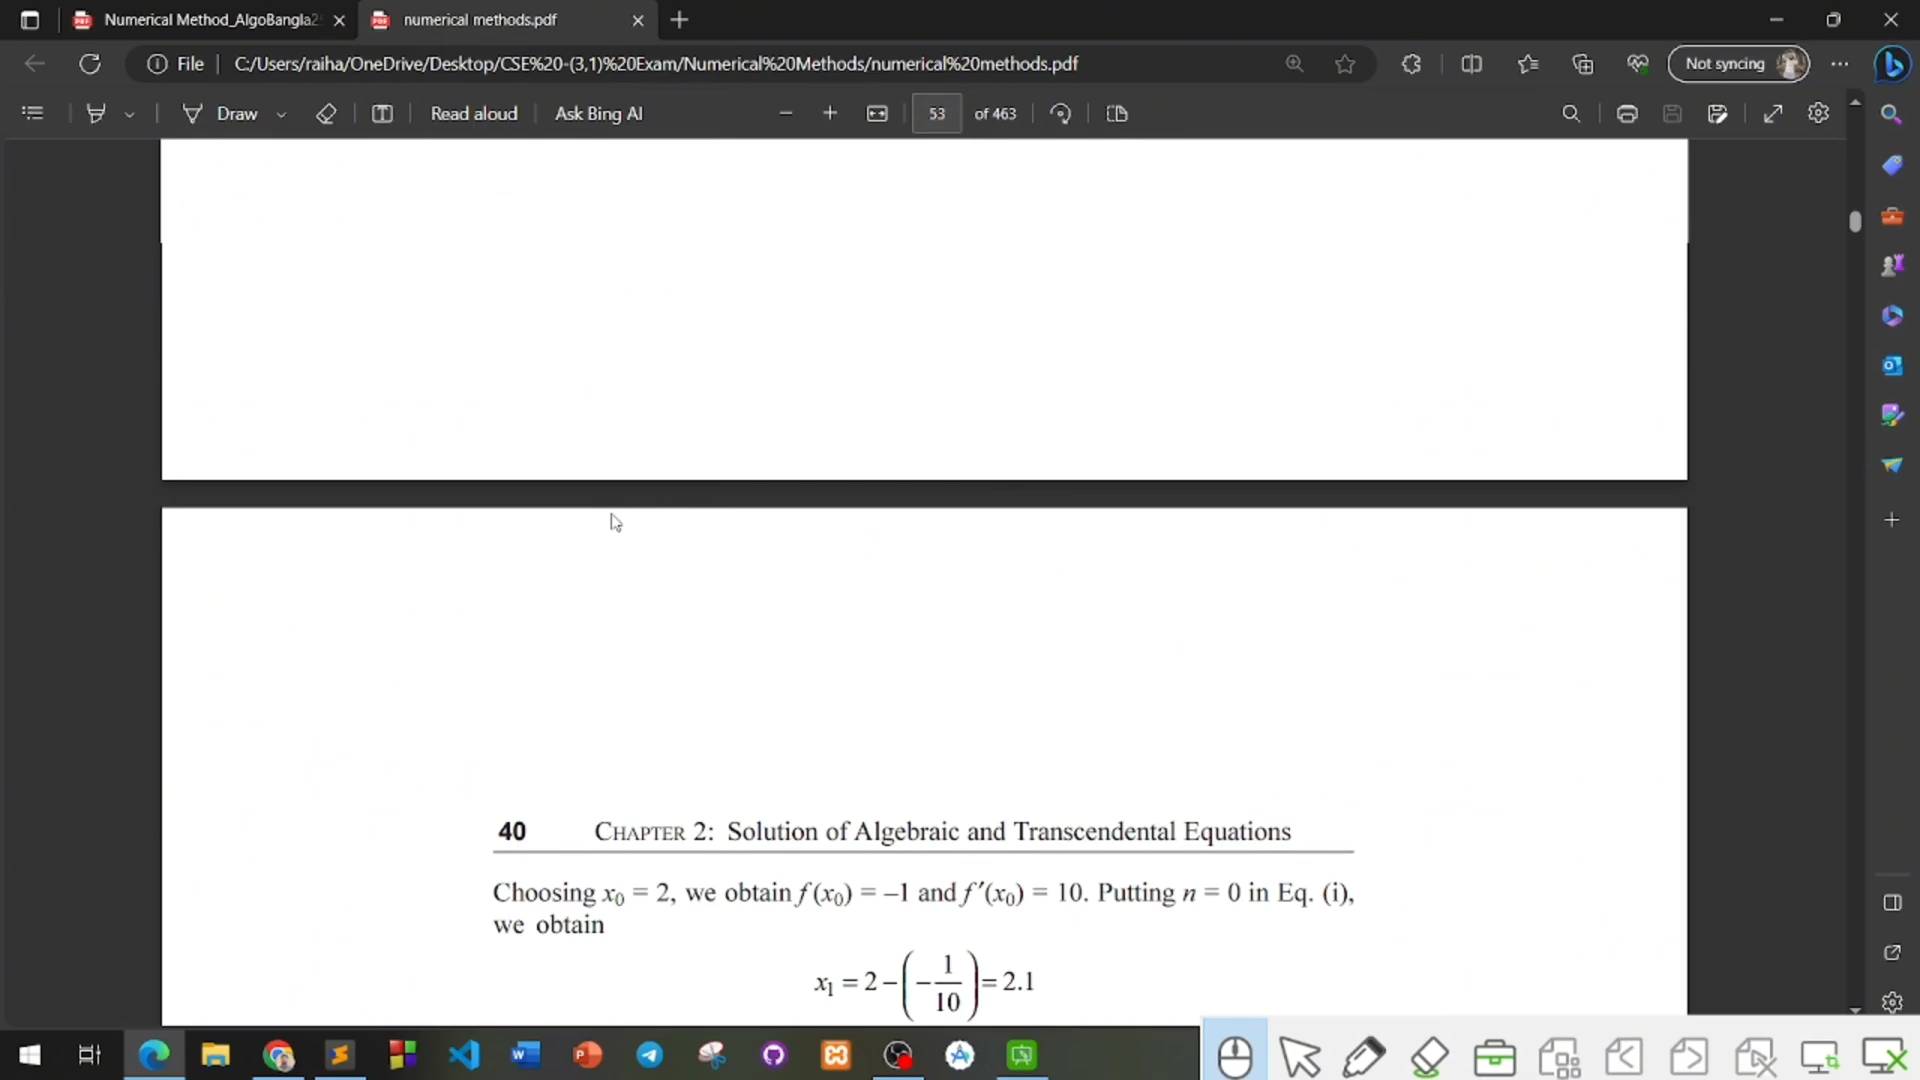 Numerical Method_AlgoBangla2
numerical methods.pdf
File
C:/Users/raiha/OneDrive/Desktop/CSE%20-(3,1)%20Exam/Numerical%20Methods/numerical%20methods.pdf
Not syncing
Draw
Read aloud
Ask Bing AI
53
of 463
40 CHAPTER 2: Solution of Algebraic and Transcendental Equations
Choosing x₀ = 2, we obtain f(x₀) = –1 and f′(x₀) = 10. Putting n = 0 in Eq. (i),
we obtain
x₁ = 2 – (– 1/10) = 2.1